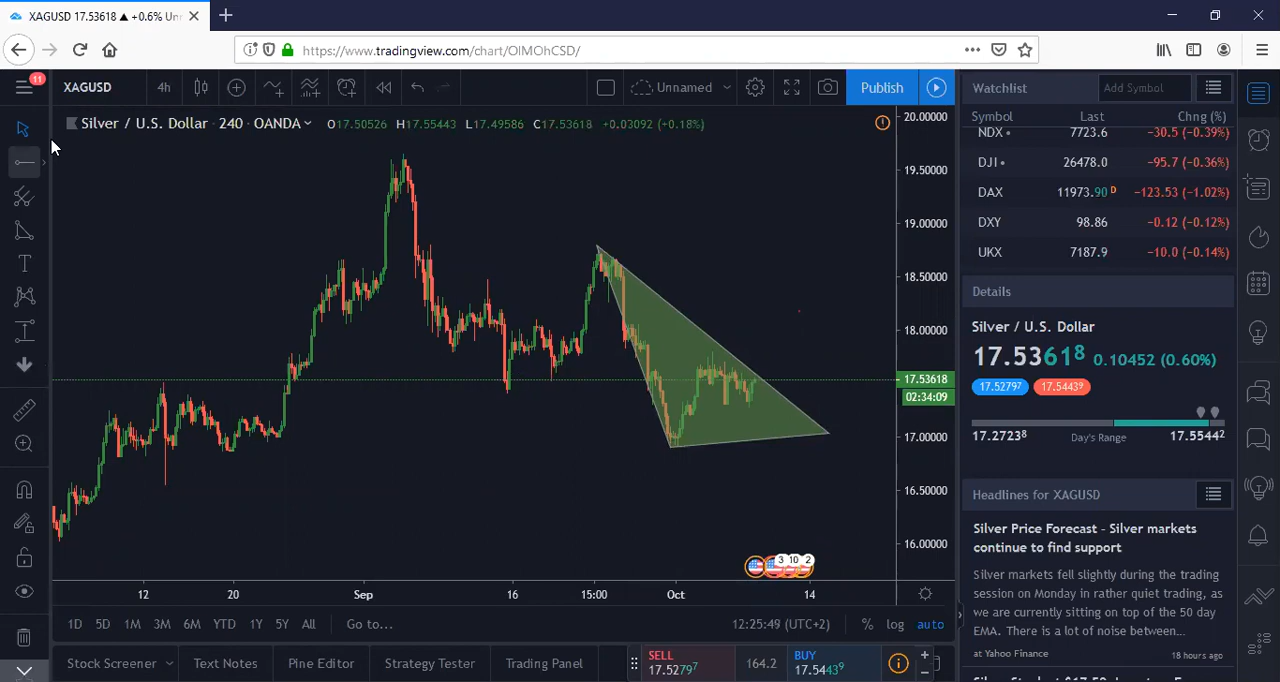 XAGUSD 17.53618 ▲ +0.6% Unn
https://www.tradingview.com/chart/OIMOhCSD/
11
XAGUSD
4h
Unnamed
Publish
Silver / U.S. Dollar · 240 · OANDA
O17.50526 H17.55443 L17.49586 C17.53618 +0.03092 (+0.18%)
20.00000
19.50000
19.00000
18.50000
18.00000
17.53618
02:34:09
17.00000
16.50000
16.00000
3 10 2
12 20 Sep 16 15:00 Oct 14
1D 5D 1M 3M 6M YTD 1Y 5Y All Go to...
12:25:49 (UTC+2) % log auto
Stock Screener Text Notes Pine Editor Strategy Tester Trading Panel
SELL
17.52797
164.2
BUY
17.54439
Watchlist
Add Symbol
Symbol Last Chng (%)
NDX 7723.6 −30.5 (−0.39%)
DJI 26478.0 −95.7 (−0.36%)
DAX 11973.90 D −123.53 (−1.02%)
DXY 98.86 −0.12 (−0.12%)
UKX 7187.9 −10.0 (−0.14%)
Details
Silver / U.S. Dollar
17.53618 0.10452 (0.60%)
17.52797 17.54439
17.27238 Day's Range 17.55442
Headlines for XAGUSD
Silver Price Forecast - Silver markets
continue to find support
Silver markets fell slightly during the trading
session on Monday in rather quiet trading, as
we are currently sitting on top of the 50 day
EMA. There is a lot of noise between...
at Yahoo Finance
18 hours ago